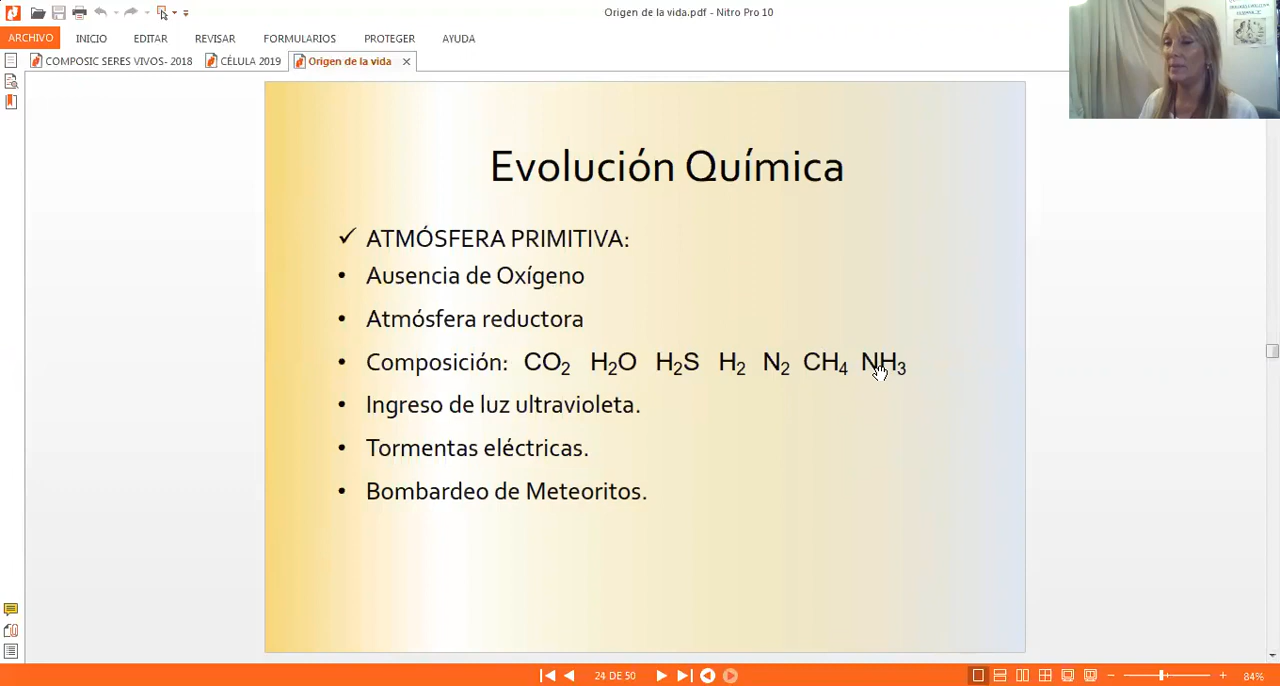 Origen de la vida.pdf - Nitro Pro 10
ARCHIVO INICIO EDITAR REVISAR FORMULARIOS PROTEGER AYUDA
COMPOSIC SERES VIVOS- 2018 CÉLULA 2019 Origen de la vida
Evolución Química
✓ ATMÓSFERA PRIMITIVA:
• Ausencia de Oxígeno
• Atmósfera reductora
• Composición: CO₂ H₂O H₂S H₂ N₂ CH₄ NH₃
• Ingreso de luz ultravioleta.
• Tormentas eléctricas.
• Bombardeo de Meteoritos.
24 DE 50
84%